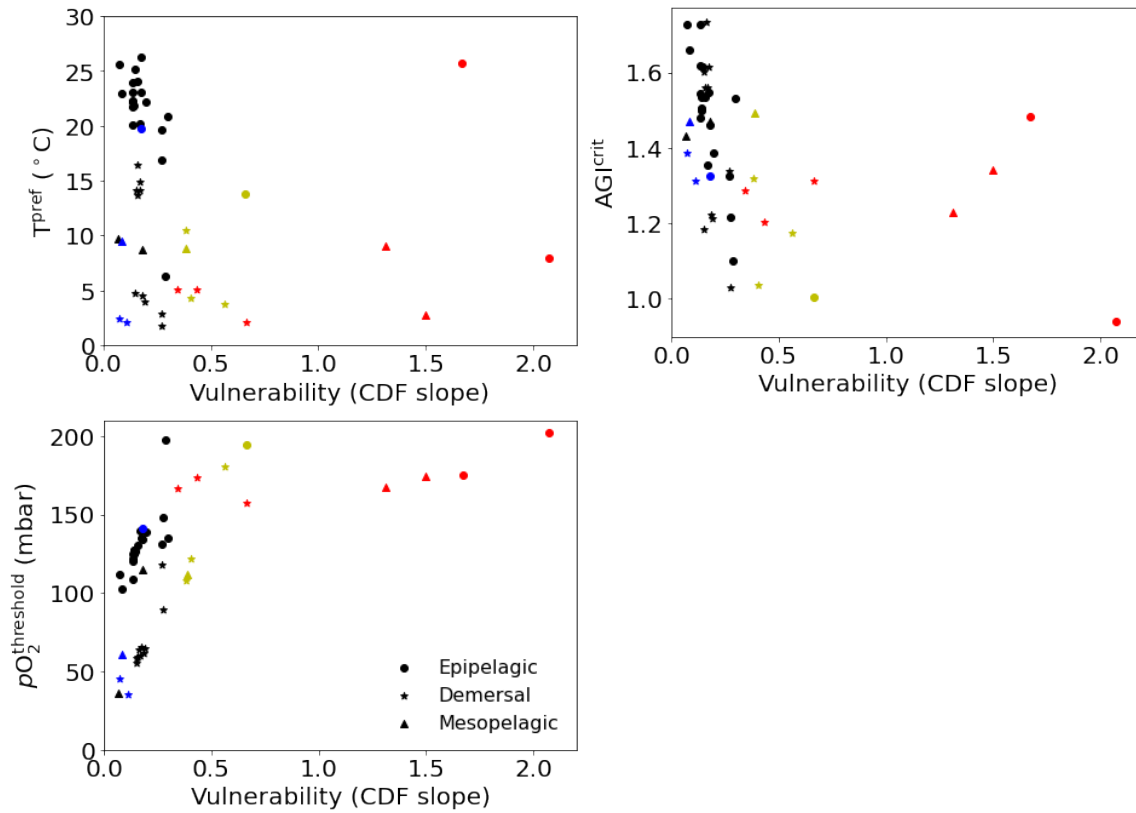 30
25
20
15
10
5
0
T^pref (°C)
0.0 0.5 1.0 1.5 2.0
Vulnerability (CDF slope)
1.6
1.4
1.2
1.0
AGI^crit
0.0 0.5 1.0 1.5 2.0
Vulnerability (CDF slope)
200
150
100
50
0
pO₂^threshold (mbar)
Epipelagic
Demersal
Mesopelagic
0.0 0.5 1.0 1.5 2.0
Vulnerability (CDF slope)